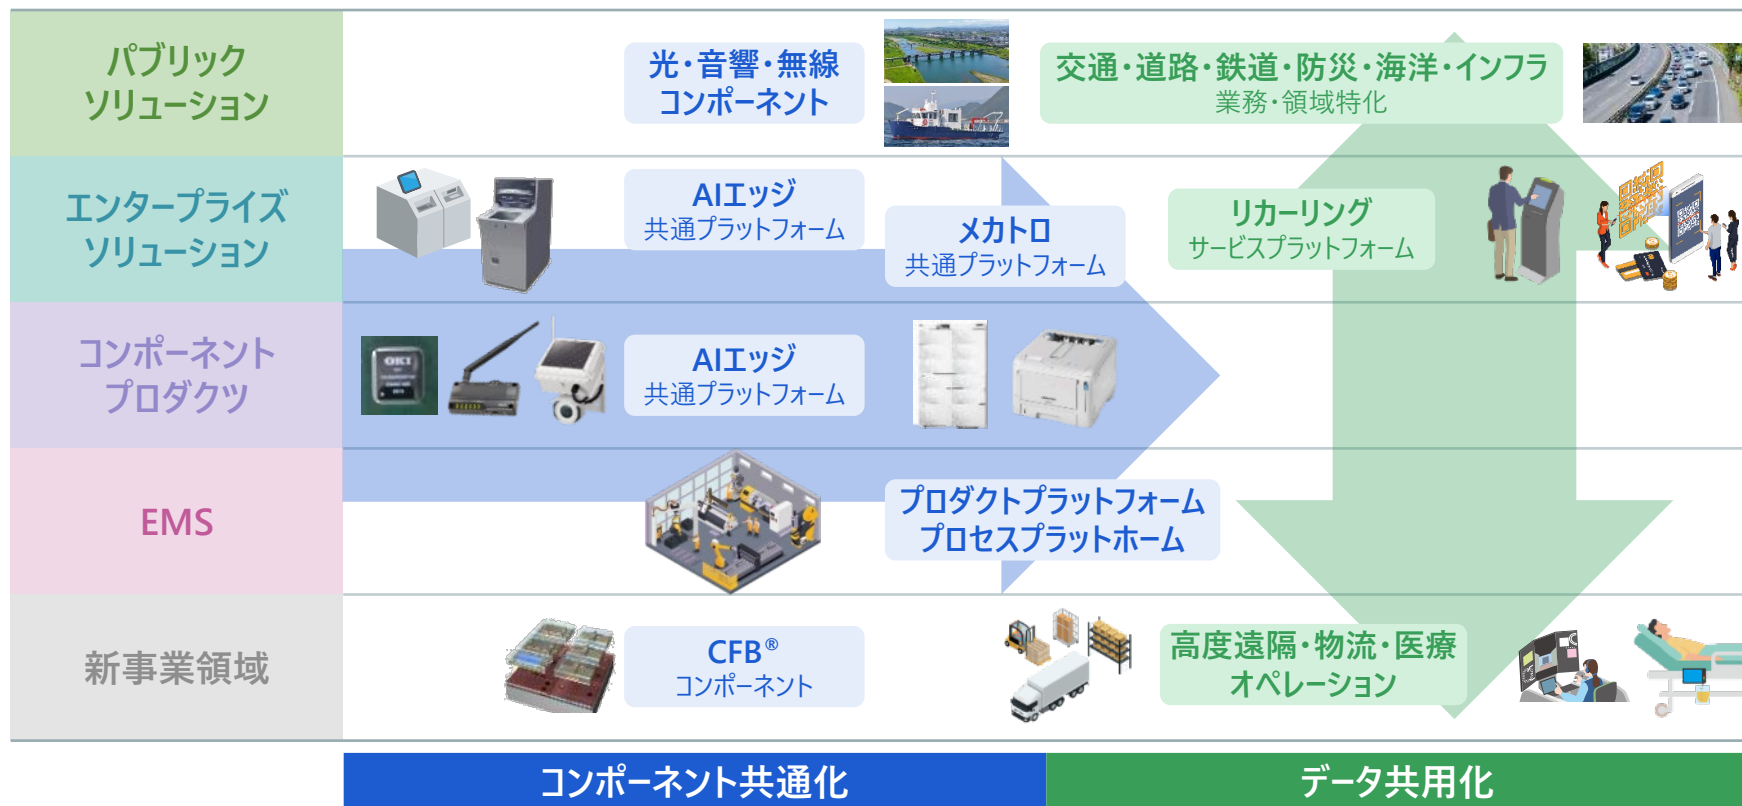 パブリック
ソリューション
光・音響・無線
コンポーネント
交通・道路・鉄道・防災・海洋・インフラ
業務・領域特化
エンタープライズ
ソリューション
AIエッジ
共通プラットフォーム
メカトロ
共通プラットフォーム
リカーリング
サービスプラットフォーム
コンポーネント
プロダクツ
OKI
AIエッジ
共通プラットフォーム
EMS
プロダクトプラットフォーム
プロセスプラットホーム
新事業領域
CFB®
コンポーネント
高度遠隔・物流・医療
オペレーション
コンポーネント共通化
データ共用化